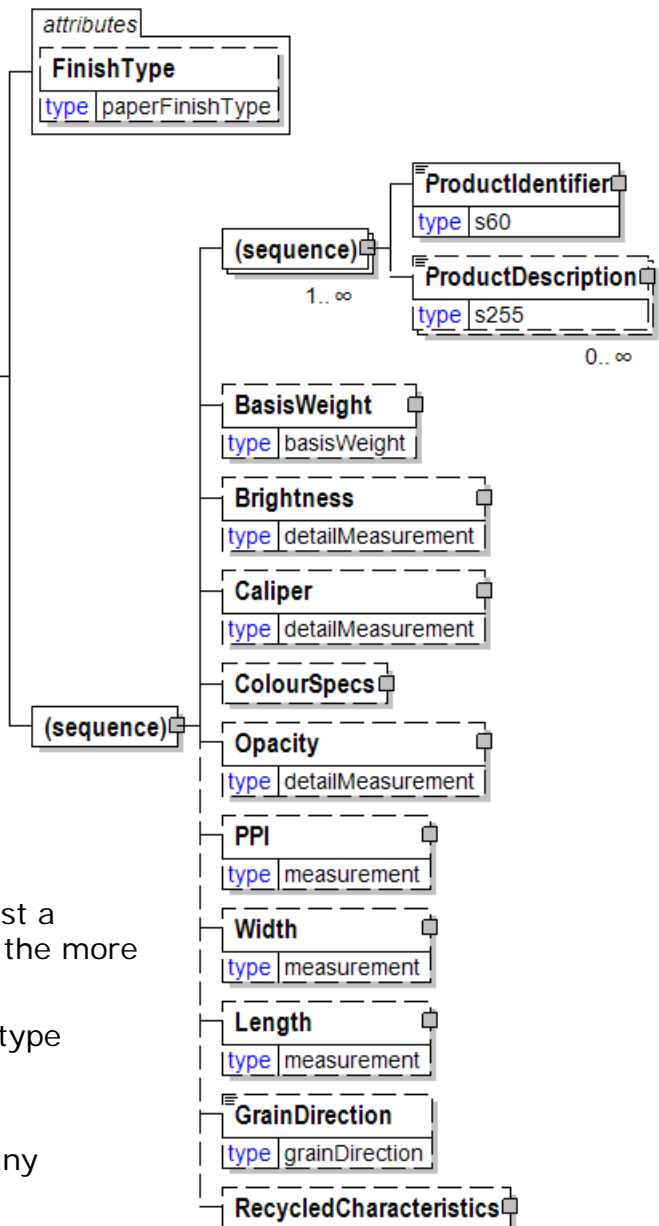 attributes
FinishType
type paperFinishType
ProductIdentifier
(sequence)
type s60
1.. ∞
ProductDescription
type s255
0.. ∞
BasisWeight
type basisWeight
Brightness
type detailMeasurement
Caliper
type detailMeasurement
ColourSpecs
(sequence)
Opacity
type detailMeasurement
PPI
type measurement
st a
the more
Width
type measurement
Length
type
type measurement
GrainDirection
type grainDirection
ny
RecycledCharacteristics